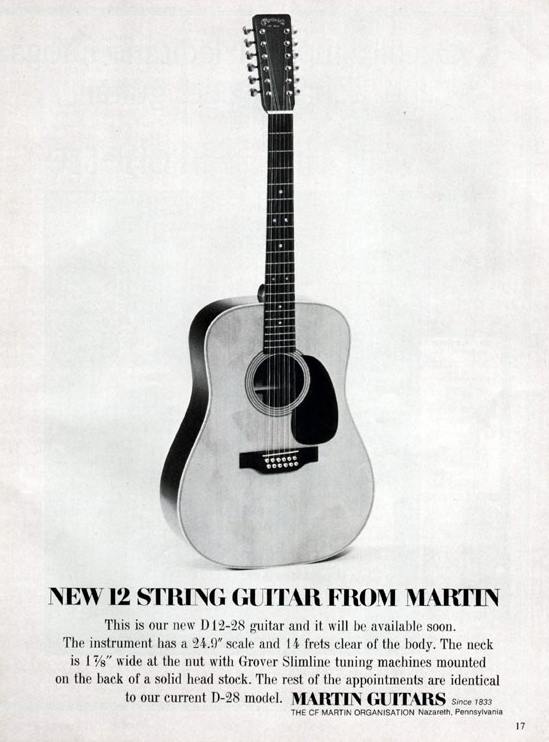 NEW 12 STRING GUITAR FROM MARTIN
This is our new D12-28 guitar and it will be available soon.
The instrument has a 24.9″ scale and 14 frets clear of the body. The neck
is 1⅞″ wide at the nut with Grover Slimline tuning machines mounted
on the back of a solid head stock. The rest of the appointments are identical
to our current D-28 model. MARTIN GUITARS Since 1833
THE CF MARTIN ORGANISATION Nazareth, Pennsylvania
17